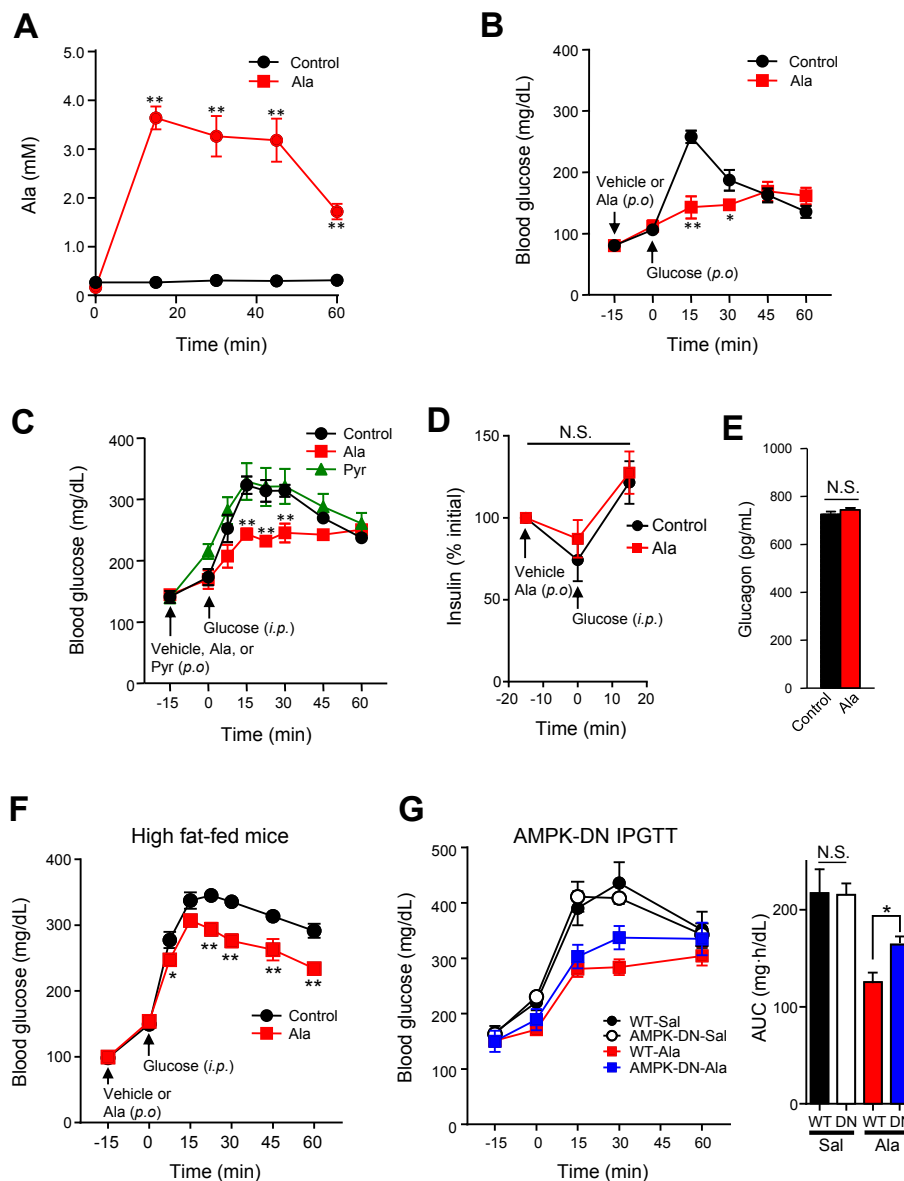 A
Control
Ala
5.0
4.0
3.0
2.0
1.0
0
Ala (mM)
**
**
**
**
0
20
40
60
Time (min)
B
Control
Ala
400
300
200
100
0
Blood glucose (mg/dL)
Vehicle or
Ala (p.o)
Glucose (p.o)
**
*
-15
0
15
30
45
60
Time (min)
C
Control
Ala
Pyr
400
300
200
100
0
Blood glucose (mg/dL)
**
**
**
Glucose (i.p.)
Vehicle, Ala, or
Pyr (p.o)
-15
0
15
30
45
60
Time (min)
D
N.S.
150
100
50
0
Insulin (% initial)
Control
Ala
Vehicle
Ala (p.o)
Glucose (i.p.)
-20
-10
0
10
20
Time (min)
E
N.S.
1000
800
600
400
200
0
Glucagon (pg/mL)
Control
Ala
F
High fat-fed mice
400
300
200
100
0
Blood glucose (mg/dL)
*
**
**
**
**
Control
Ala
Glucose (i.p.)
Vehicle or
Ala (p.o)
-15
0
15
30
45
60
Time (min)
G
AMPK-DN IPGTT
500
400
300
200
100
0
Blood glucose (mg/dL)
WT-Sal
AMPK-DN-Sal
WT-Ala
AMPK-DN-Ala
-15
0
15
30
45
60
Time (min)
N.S.
*
200
100
0
AUC (mg·h/dL)
WT DN WT DN
Sal Ala